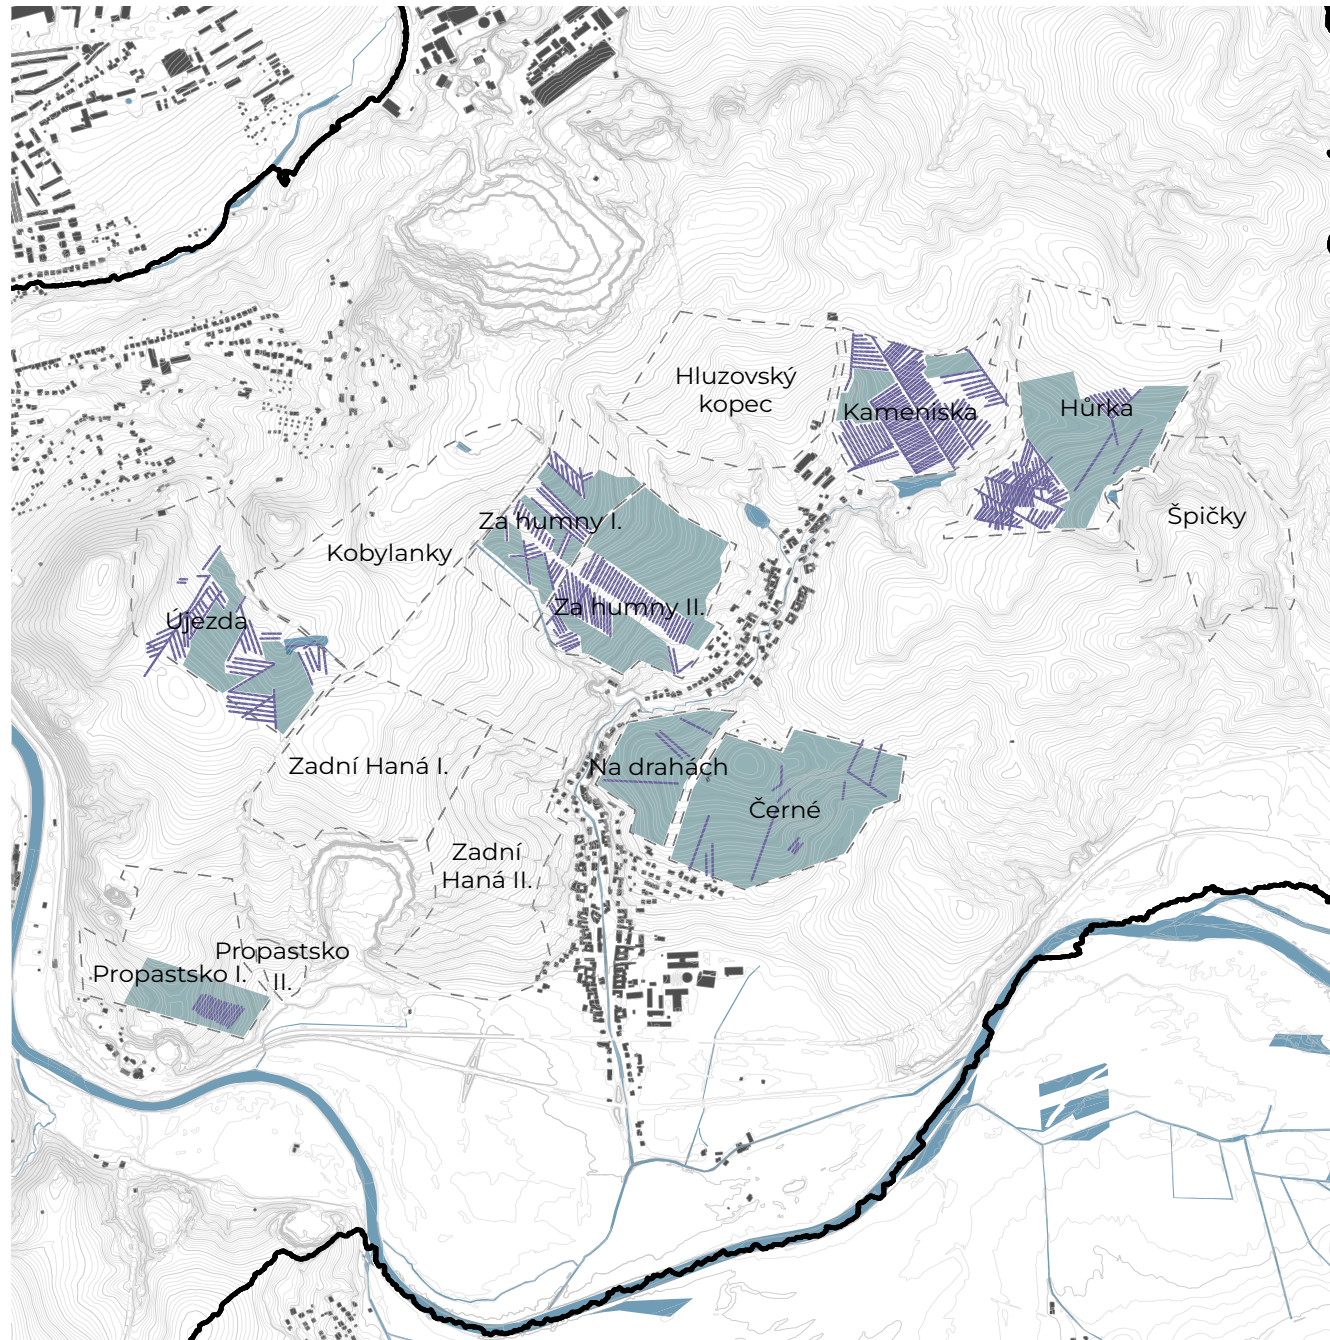 Hluzovský
kopec
Kameniska
Hůrka
Špičky
Za humny I.
Kobylanky
Za humny II.
Újezda
Zadní Haná I.
Na drahách
Černé
Zadní
Haná II.
Propastsko
II.
Propastsko I.